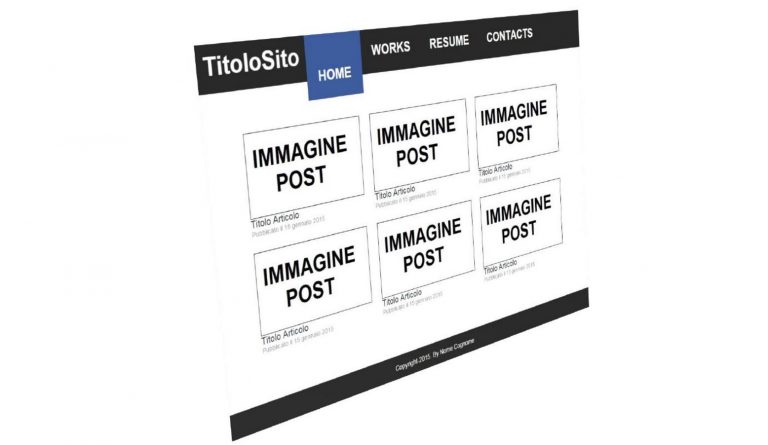 TitoloSito
HOME
WORKS
RESUME
CONTACTS
IMMAGINE
POST
Titolo Articolo
Pubblicato il 15 gennaio 2015
IMMAGINE
POST
Titolo Articolo
Pubblicato il 15 gennaio 2015
IMMAGINE
POST
Titolo Articolo
Pubblicato il 15 gennaio 2015
IMMAGINE
POST
Titolo Articolo
Pubblicato il 15 gennaio 2015
IMMAGINE
POST
Titolo Articolo
Pubblicato il 15 gennaio 2015
IMMAGINE
POST
Titolo Articolo
Pubblicato il 15 gennaio 2015
Copyright 2015 By Nome Cognome